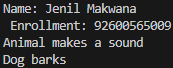 Name: Jenil Makwana
Enrollment: 92600565009
Animal makes a sound
Dog barks